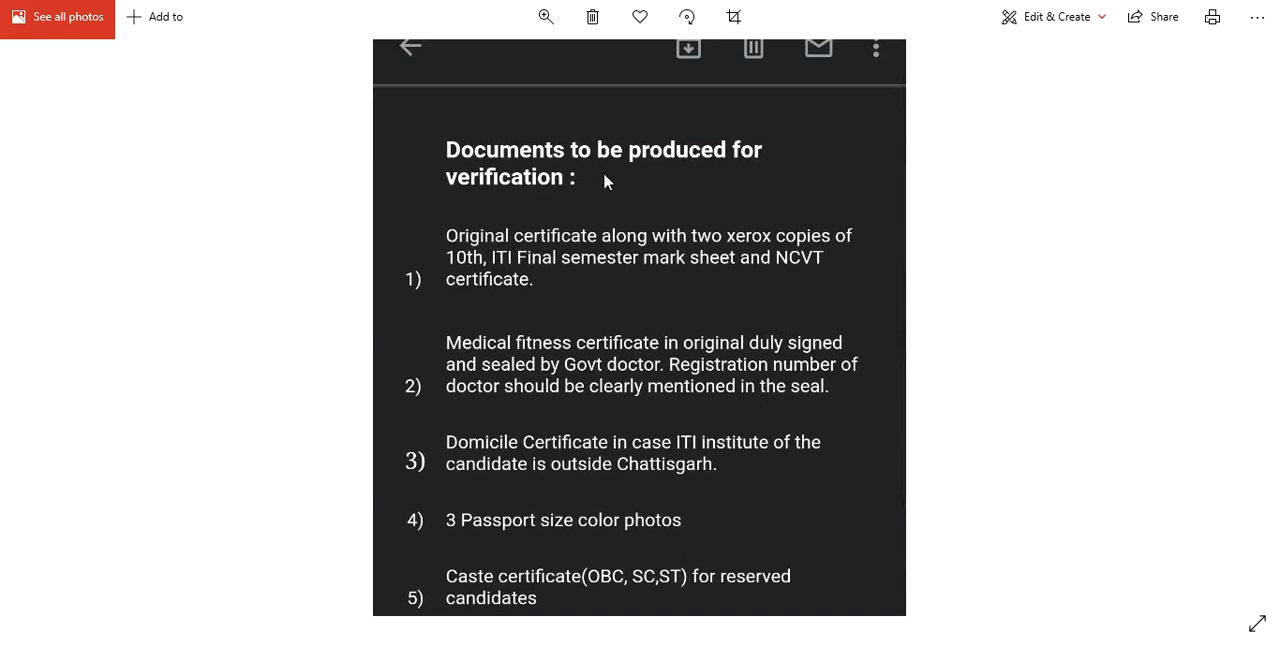 See all photos
Add to
Edit & Create
Share
Documents to be produced for
verification :
Original certificate along with two xerox copies of
10th, ITI Final semester mark sheet and NCVT
1) certificate.
Medical fitness certificate in original duly signed
and sealed by Govt doctor. Registration number of
2) doctor should be clearly mentioned in the seal.
Domicile Certificate in case ITI institute of the
3) candidate is outside Chattisgarh.
4) 3 Passport size color photos
Caste certificate(OBC, SC,ST) for reserved
5) candidates